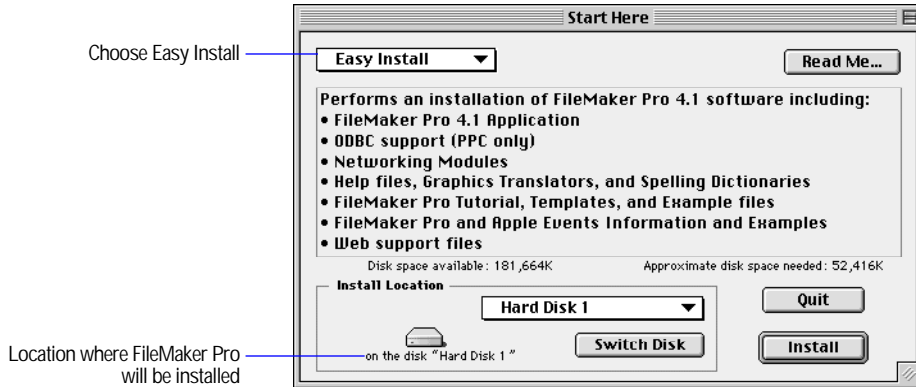 Start Here
Choose Easy Install
Easy Install
Read Me...
Performs an installation of FileMaker Pro 4.1 software including:
• FileMaker Pro 4.1 Application
• ODBC support (PPC only)
• Networking Modules
• Help files, Graphics Translators, and Spelling Dictionaries
• FileMaker Pro Tutorial, Templates, and Example files
• FileMaker Pro and Apple Events Information and Examples
• Web support files
Disk space available: 181,664K
Approximate disk space needed: 52,416K
Install Location
Hard Disk 1
Quit
Location where FileMaker Pro
will be installed
on the disk "Hard Disk 1"
Switch Disk
Install